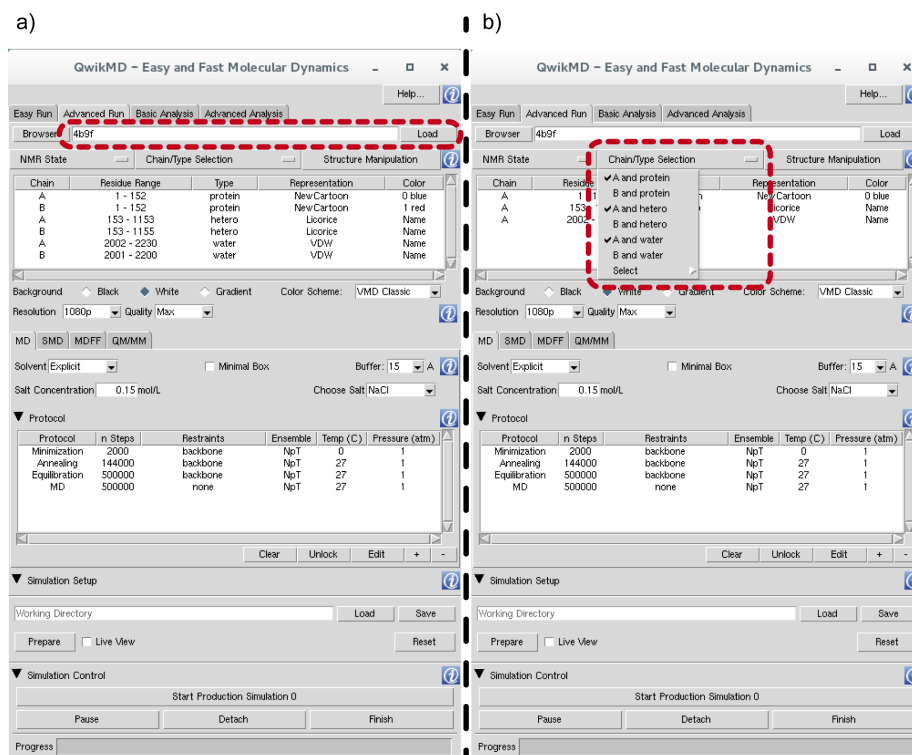 a)
QwikMD – Easy and Fast Molecular Dynamics
Help...
Easy Run Advanced Run Basic Analysis Advanced Analysis
Browser 4b9f Load
NMR State Chain/Type Selection Structure Manipulation
Chain Residue Range Type Representation Color
A 1 - 152 protein NewCartoon 0 blue
B 1 - 152 protein NewCartoon 1 red
A 153 - 1153 hetero Licorice Name
B 153 - 1155 hetero Licorice Name
A 2002 - 2230 water VDW Name
B 2001 - 2200 water VDW Name
Background Black White Gradient Color Scheme: VMD Classic
Resolution 1080p Quality Max
MD SMD MDFF QM/MM
Solvent Explicit Minimal Box Buffer: 15 A
Salt Concentration 0.15 mol/L Choose Salt NaCl
Protocol
Protocol n Steps Restraints Ensemble Temp (C) Pressure (atm)
Minimization 2000 backbone NpT 0 1
Annealing 144000 backbone NpT 27 1
Equilibration 500000 backbone NpT 27 1
MD 500000 none NpT 27 1
Clear Unlock Edit + -
Simulation Setup
Working Directory Load Save
Prepare Live View Reset
Simulation Control
Start Production Simulation 0
Pause Detach Finish
Progress
b)
QwikMD – Easy and Fast Molecular Dynamics
Help...
Easy Run Advanced Run Basic Analysis Advanced Analysis
Browser 4b9f Load
NMR State Chain/Type Selection Structure Manipulation
Chain Color
A 0 blue
A Name
A VDW Name
A and protein
B and protein
A and hetero
B and hetero
A and water
B and water
Select
Background Black White Gradient Color Scheme: VMD Classic
Resolution 1080p Quality Max
MD SMD MDFF QM/MM
Solvent Explicit Minimal Box Buffer: 15 A
Salt Concentration 0.15 mol/L Choose Salt NaCl
Protocol
Protocol n Steps Restraints Ensemble Temp (C) Pressure (atm)
Minimization 2000 backbone NpT 0 1
Annealing 144000 backbone NpT 27 1
Equilibration 500000 backbone NpT 27 1
MD 500000 none NpT 27 1
Clear Unlock Edit + -
Simulation Setup
Working Directory Load Save
Prepare Live View Reset
Simulation Control
Start Production Simulation 0
Pause Detach Finish
Progress